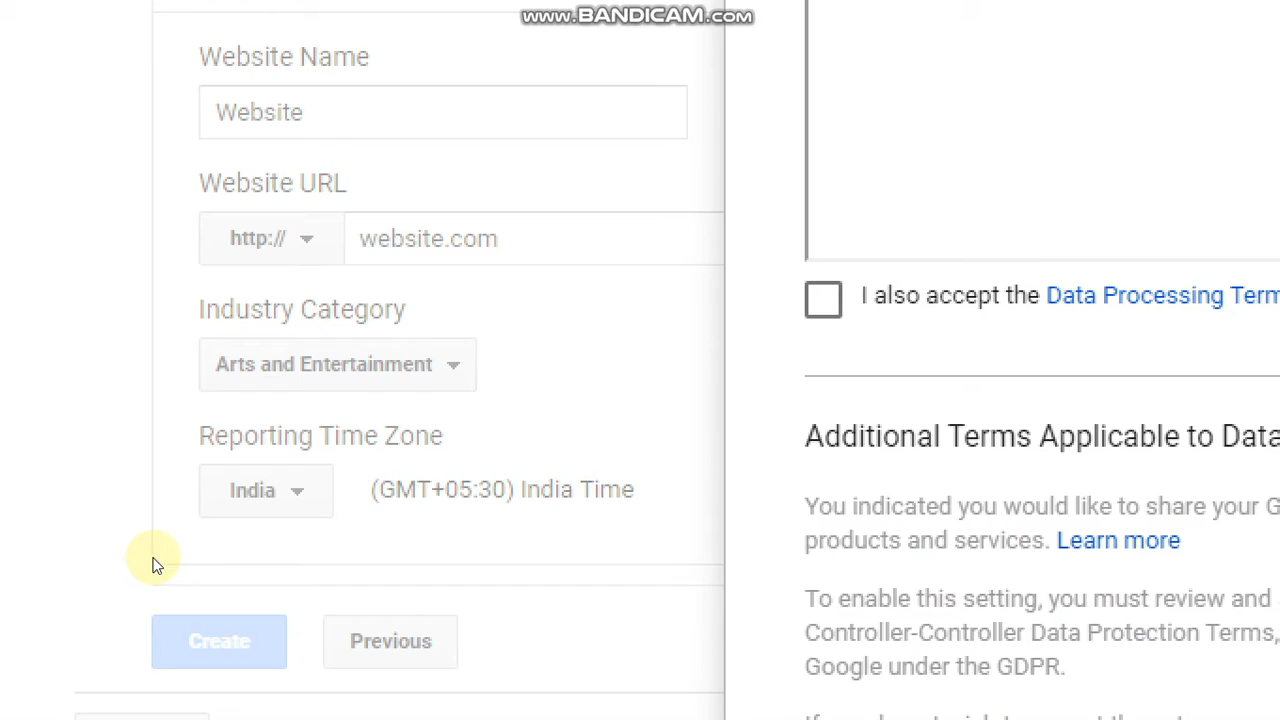 www.BANDICAM.com
Website Name
Website
Website URL
http://
website.com
Industry Category
Arts and Entertainment
Reporting Time Zone
India
(GMT+05:30) India Time
Create
Previous
I also accept the Data Processing Term
Additional Terms Applicable to Data
You indicated you would like to share your G
products and services. Learn more
To enable this setting, you must review and
Controller-Controller Data Protection Terms,
Google under the GDPR.